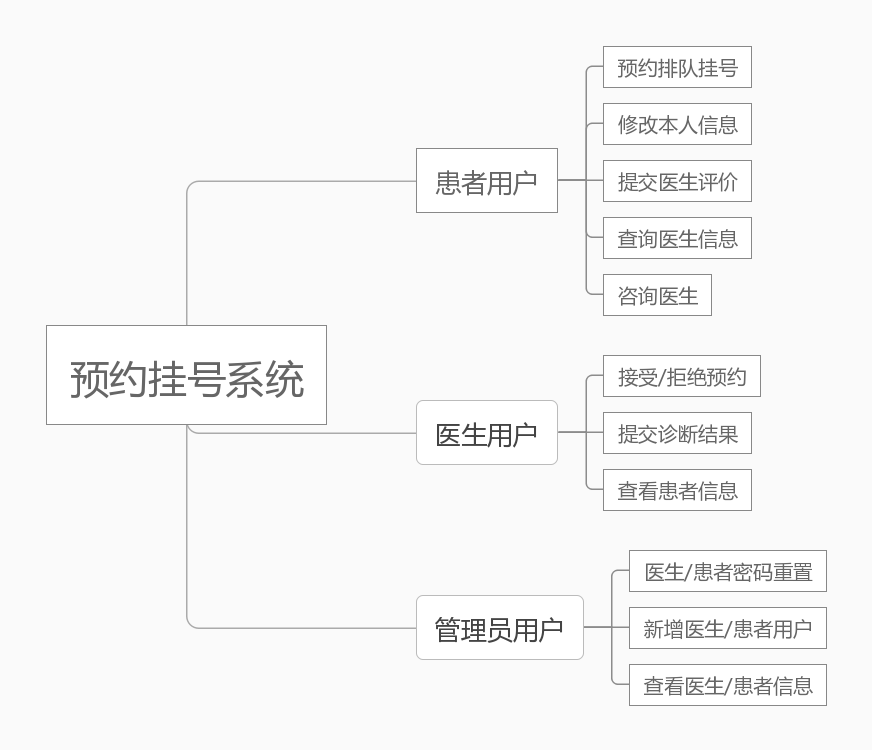 预约挂号系统
患者用户
预约排队挂号
修改本人信息
提交医生评价
查询医生信息
咨询医生
医生用户
接受/拒绝预约
提交诊断结果
查看患者信息
管理员用户
医生/患者密码重置
新增医生/患者用户
查看医生/患者信息